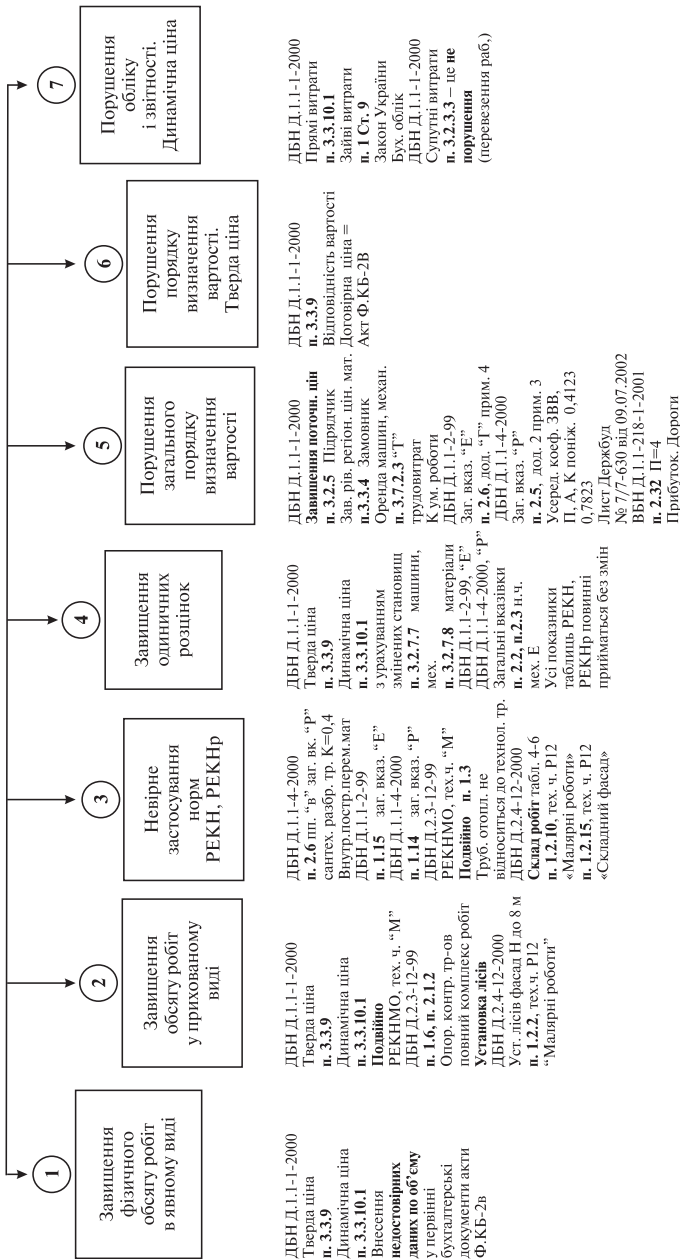 1
Завищення
фізичного
обсягу робіт
в явному виді
ДБН Д.1.1-1-2000
Тверда ціна
п. 3.3.9
Динамічна ціна
п. 3.3.10.1
Внесення
недостовірних
даних по об’єму
у первінні
бухгалтерські
документи акти
Ф.КБ-2в
2
Завищення
обсягу робіт
у прихованому
виді
ДБН Д.1.1-1-2000
Тверда ціна
п. 3.3.9
Динамічна ціна
п. 3.3.10.1
Подвійно
РЕКНМО, тех. ч. “М”
ДБН Д.2.3-12-99
п. 1.6, п. 2.1.2
Опор. контр. тр-ов
повний комплекс робіт
Установка лісів
ДБН Д.2.4-12-2000
Уст. лісів фасад Н до 8 м
п. 1.2.2, тех.ч. Р12
“Малярні роботи”
3
Невірне
застосування
норм
РЕКН, РЕКНр
ДБН Д.1.1-4-2000
п. 2.6 пп. “в” заг. вк. “Р”
сантех. разбр. тр. К=0,4
Внутр.постр.перем.мат
ДБН Д.1.1-2-99
п. 1.15 заг. вказ. “Е”
ДБН Д.1.1-4-2000
п. 1.14 заг. вказ. “Р”
ДБН Д.2.3-12-99
РЕКНМО, тех.ч. “М”
Подвійно п. 1.3
Труб. отопл. не
відноситься до технол. тр.
ДБН Д.2.4-12-2000
Склад робіт табл. 4-6
п. 1.2.10, тех. ч. Р12
«Малярні роботи»
п. 1.2.15, тех. ч. Р12
«Складний фасад»
4
Завищення
одиничних
розцінок
ДБН Д.1.1-1-2000
Тверда ціна
п. 3.3.9
Динамічна ціна
п. 3.3.10.1
з урахуванням
змінених становищ
п. 3.2.7.7 машини,
мех.
п. 3.2.7.8 матеріали
ДБН Д.1.1-2-99, “Е”
ДБН Д.1.1-4-2000, “Р”
Загальні вказівки
п. 2.2, п.2.3 н.ч.
мех. Е
Усі показники
таблиць РЕКН,
РЕКНр повинні
прийматься без змін
5
Порушення
загального
порядку
визначення
вартості
ДБН Д.1.1-1-2000
Завишення поточн. цін
п. 3.2.5 Підрядчик
Зав. рів. регіон. цін. мат.
п.3.3.4 Замовник
Оренда машин, механ.
п. 3.7.2.3 “Т”
трудовитрат
К ум. роботи
ДБН Д.1.1-2-99
Заг. вказ. “Е”
п. 2.6, дод. “Г” прим. 4
ДБН Д.1.1-4-2000
Заг. вказ. “Р”
п. 2.5, дод. 2 прим. 3
Усеред. коеф. ЗВВ,
П, А, К поніж. 0,4123
0,7823
Лист Держбуд
№ 7/7-630 від 09.07.2002
ВБН Д.1.1-218-1-2001
п. 2.32 П=4
Прибуток. Дороги
6
Порушення
порядку
визначення
вартості.
Тверда ціна
ДБН Д.1.1-1-2000
п. 3.3.9
Відповідність вартості
Договірна ціна =
Акт Ф.КБ-2В
7
Порушення
обліку
і звітності.
Динамічна ціна
ДБН Д.1.1-1-2000
Прямі витрати
п. 3.3.10.1
Зайві витрати
п. 1 Ст. 9
Закон України
Бух. облік
ДБН Д.1.1-1-2000
Супутні витрати
п. 3.2.3.3 – це не
порушення
(перевезення раб,)